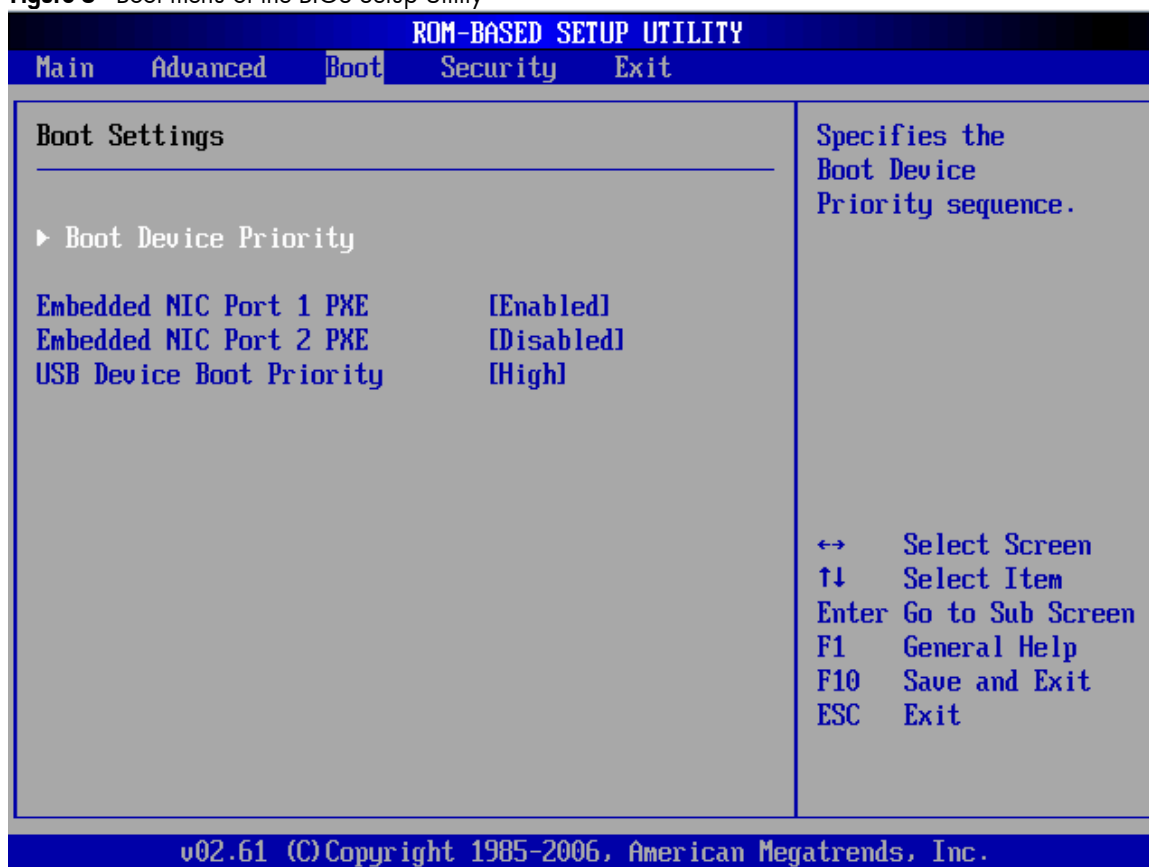 ROM-BASED SETUP UTILITY
Main Advanced Boot Security Exit
Boot Settings
▶ Boot Device Priority
Embedded NIC Port 1 PXE [Enabled]
Embedded NIC Port 2 PXE [Disabled]
USB Device Boot Priority [High]
Specifies the
Boot Device
Priority sequence.
←→ Select Screen
↑↓ Select Item
Enter Go to Sub Screen
F1 General Help
F10 Save and Exit
ESC Exit
v02.61 (C)Copyright 1985-2006, American Megatrends, Inc.